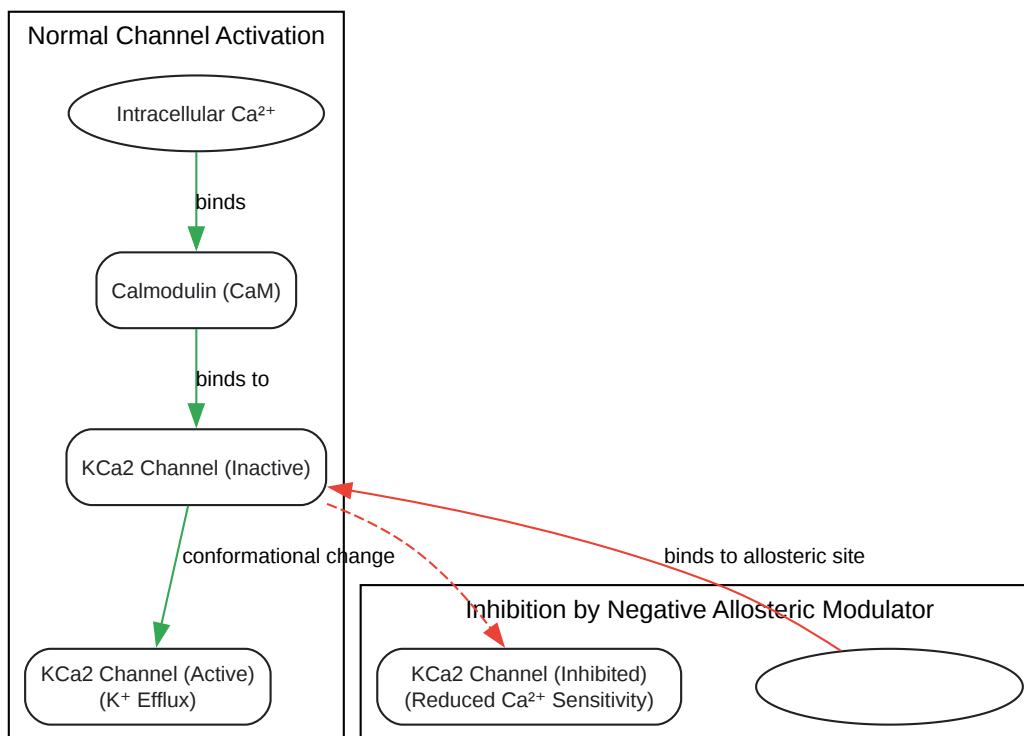 Normal Channel Activation
Intracellular Ca²⁺
binds
Calmodulin (CaM)
binds to
KCa2 Channel (Inactive)
conformational change
binds to allosteric site
Inhibition by Negative Allosteric Modulator
KCa2 Channel (Active)
(K⁺ Efflux)
KCa2 Channel (Inhibited)
(Reduced Ca²⁺ Sensitivity)